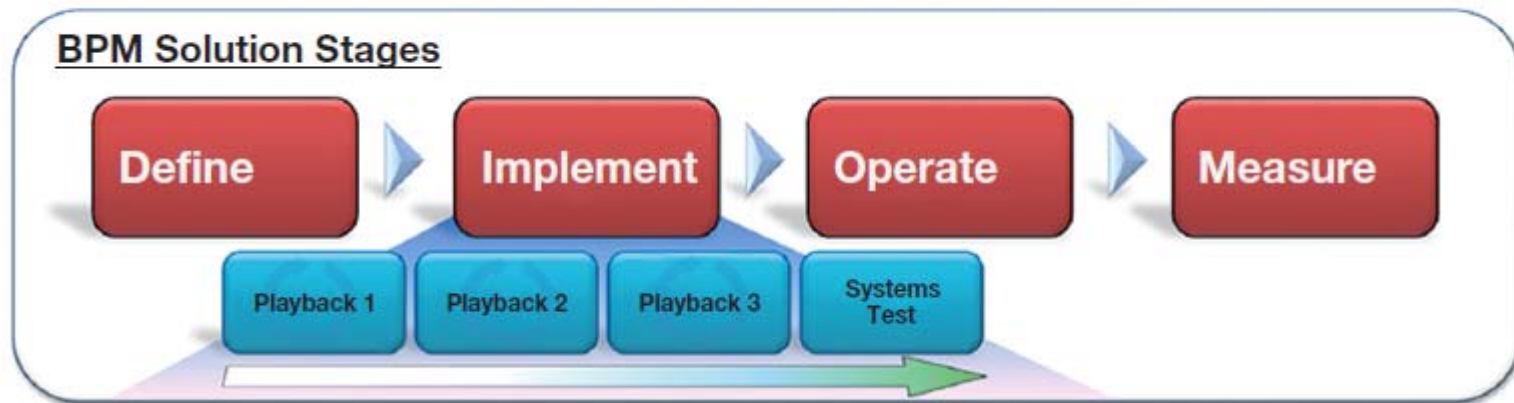 BPM Solution Stages
Define
Implement
Operate
Measure
Playback 1
Playback 2
Playback 3
Systems
Test